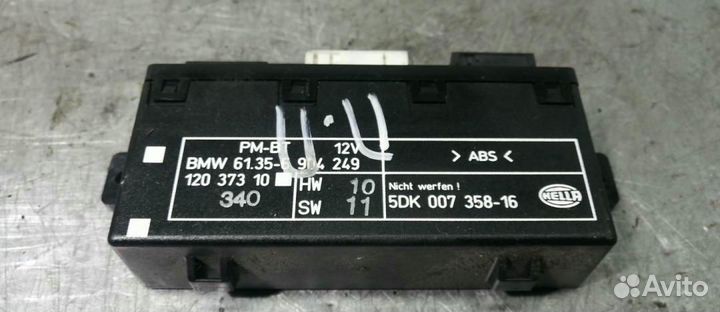 PM-BT 12V
BMW 61.35-6 904 249
120 373 10
340
HW 10
SW 11
> ABS <
Nicht werfen !
5DK 007 358-16
HELLA
U·U
Avito